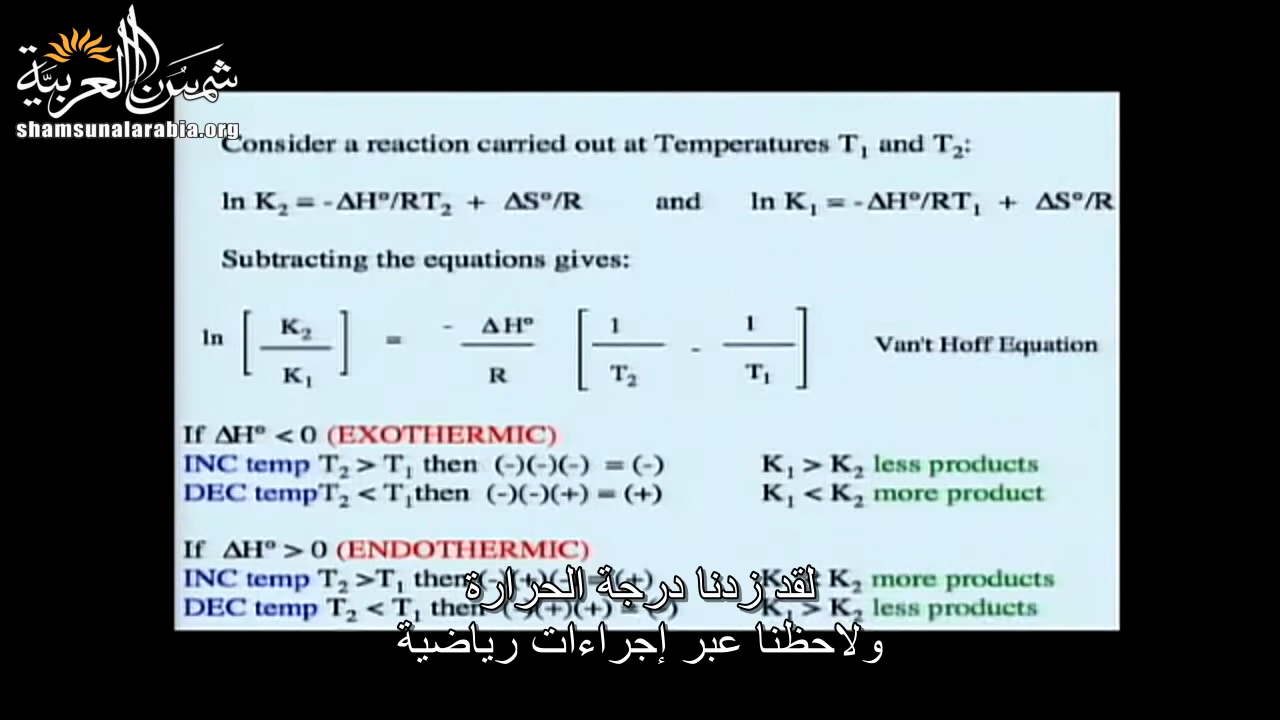 شمسُ العربيَّة
shamsunalarabia.org
Consider a reaction carried out at Temperatures T₁ and T₂:
ln K₂ = - ΔH°/RT₂ + ΔS°/R and ln K₁ = - ΔH°/RT₁ + ΔS°/R
Subtracting the equations gives:
ln [ K₂ / K₁ ] = - ΔH° / R [ 1 / T₂ - 1 / T₁ ] Van't Hoff Equation
If ΔH° < 0 (EXOTHERMIC)
INC temp T₂ > T₁ then (-)(-)(-) = (-) K₁ > K₂ less products
DEC temp T₂ < T₁ then (-)(-)(+) = (+) K₁ < K₂ more product
If ΔH° > 0 (ENDOTHERMIC)
INC temp T₂ >T₁ then K₂ more products
DEC temp T₂ < T₁ then K₁ > K₂ less products
لقد زدنا درجة الحرارة
ولاحظنا عبر إجراءات رياضية